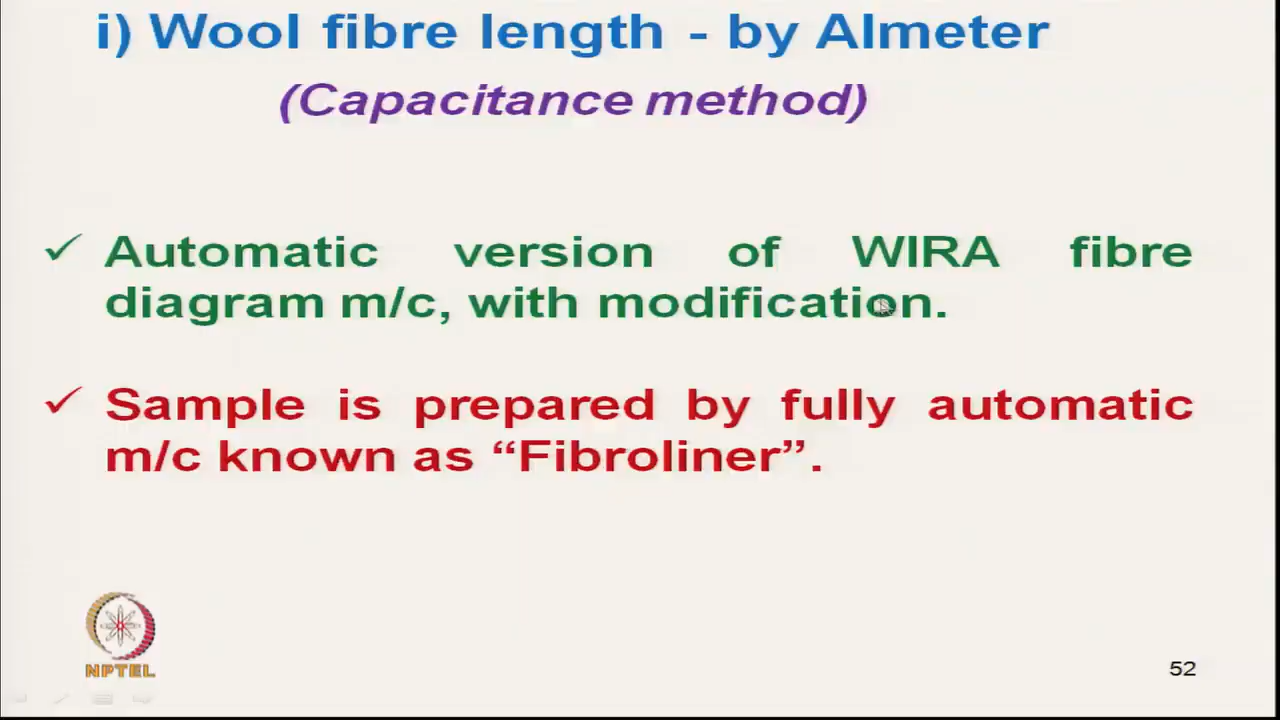 i) Wool fibre length - by Almeter
(Capacitance method)
✓ Automatic version of WIRA fibre
diagram m/c, with modification.
✓ Sample is prepared by fully automatic
m/c known as “Fibroliner”.
NPTEL
52